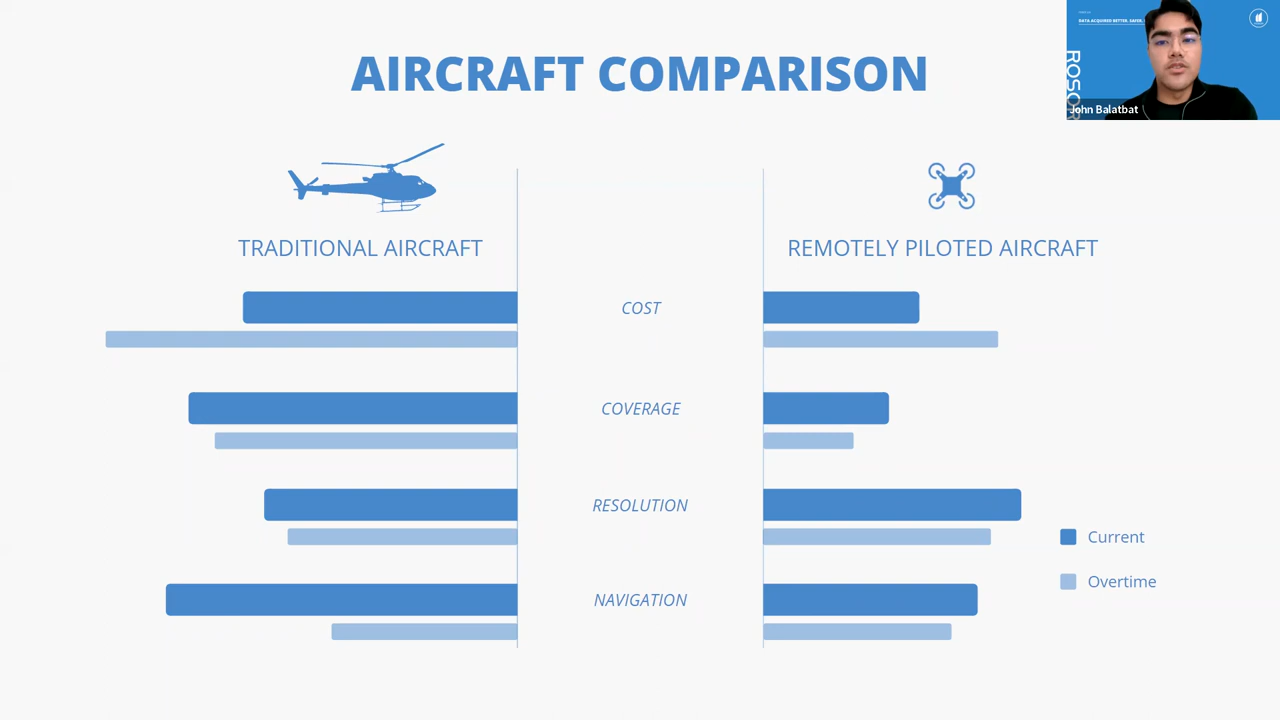 AIRCRAFT COMPARISON
DATA ACQUIRED BETTER. SAFER.
John Balatbat
TRADITIONAL AIRCRAFT
REMOTELY PILOTED AIRCRAFT
COST
COVERAGE
RESOLUTION
NAVIGATION
Current
Overtime